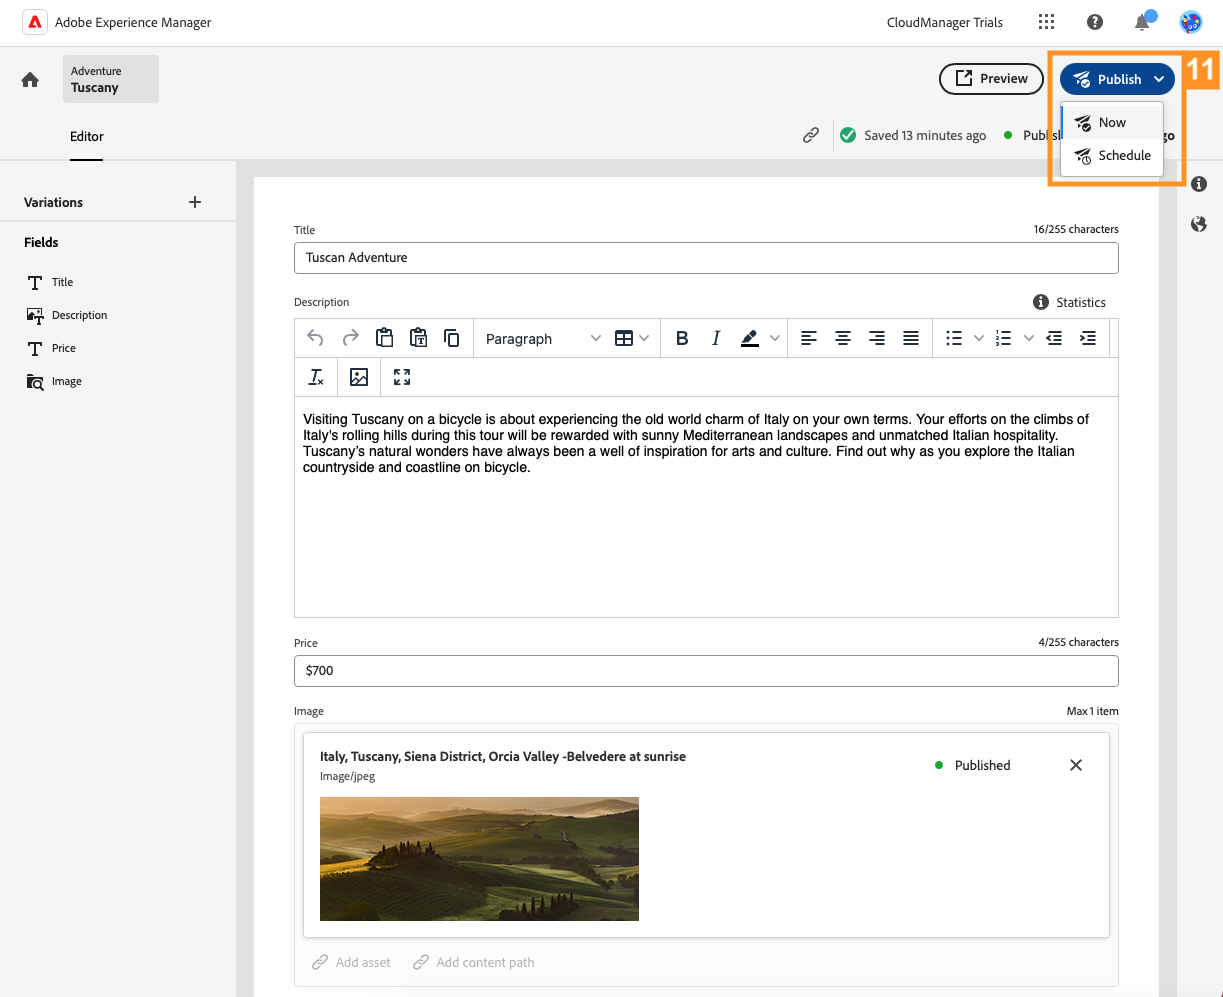 Adobe Experience Manager
CloudManager Trials
Adventure
Tuscany
Preview
Publish
11
Now
Schedule
Editor
Saved 13 minutes ago
Variations
Fields
Title
Description
Price
Image
Title
16/255 characters
Tuscan Adventure
Description
Statistics
Paragraph
Visiting Tuscany on a bicycle is about experiencing the old world charm of Italy on your own terms. Your efforts on the climbs of
Italy's rolling hills during this tour will be rewarded with sunny Mediterranean landscapes and unmatched Italian hospitality.
Tuscany's natural wonders have always been a well of inspiration for arts and culture. Find out why as you explore the Italian
countryside and coastline on bicycle.
Price
4/255 characters
$700
Image
Max 1 item
Italy, Tuscany, Siena District, Orcia Valley -Belvedere at sunrise
Image/jpeg
Published
Add asset
Add content path